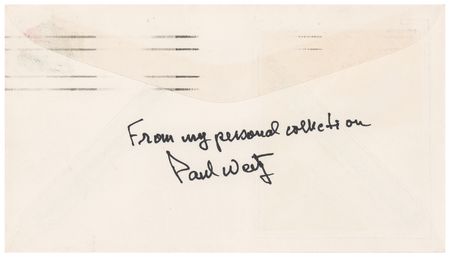 From my personal collection
Paul Weitz